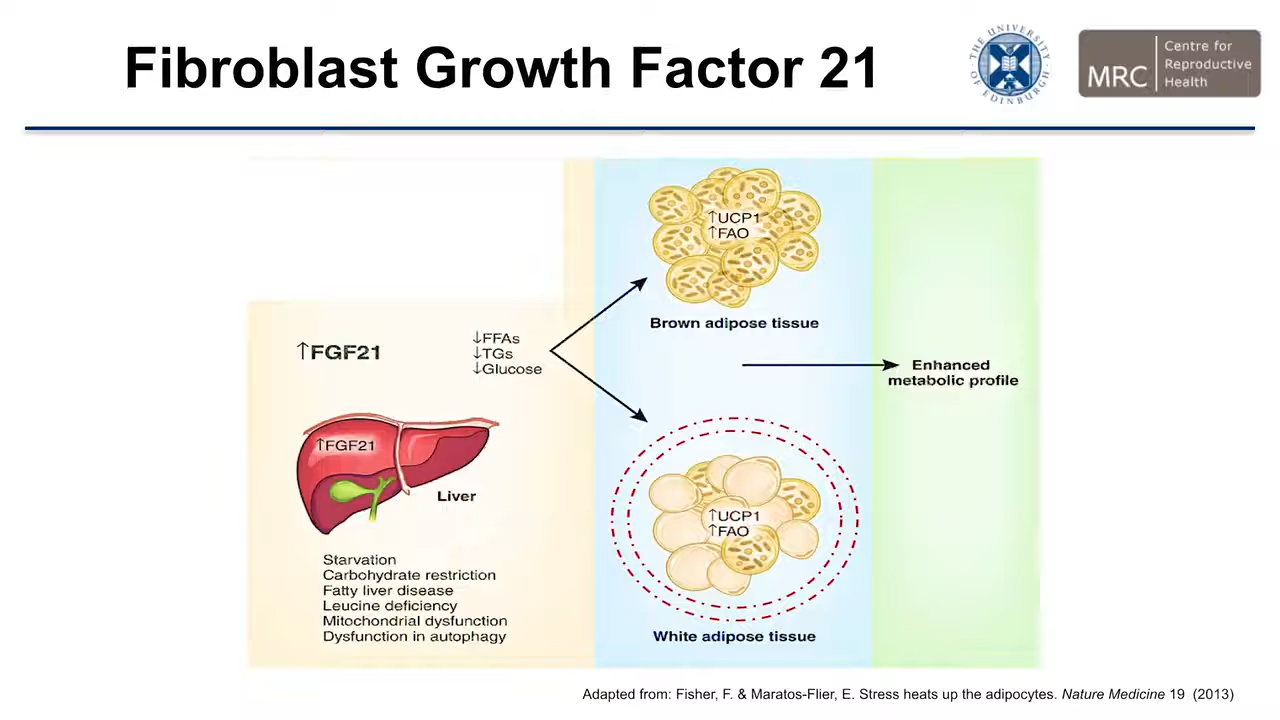 Fibroblast Growth Factor 21
THE UNIVERSITY OF EDINBURGH
MRC
Centre for
Reproductive
Health
↑UCP1
↑FAO
Brown adipose tissue
↑FGF21
↓FFAs
↓TGs
↓Glucose
Enhanced
metabolic profile
↑FGF21
Liver
↑UCP1
↑FAO
White adipose tissue
Starvation
Carbohydrate restriction
Fatty liver disease
Leucine deficiency
Mitochondrial dysfunction
Dysfunction in autophagy
Adapted from: Fisher, F. & Maratos-Flier, E. Stress heats up the adipocytes. Nature Medicine 19 (2013)